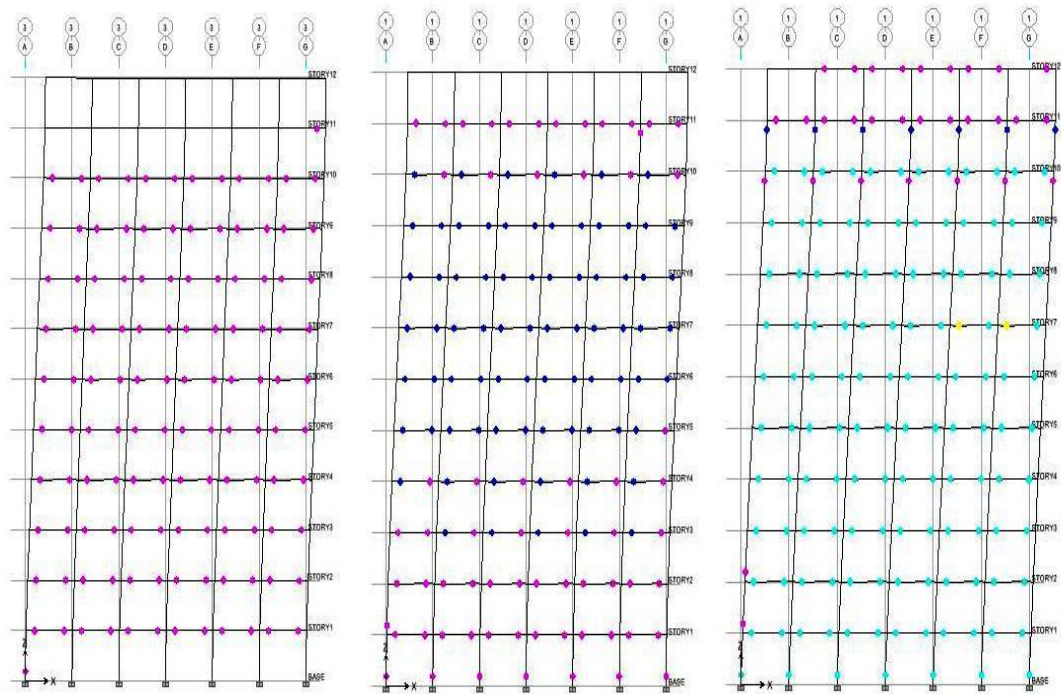 3 3 3 3 3 3 3
A B C D E F G
STORY12
STORY11
STORY10
STORY9
STORY8
STORY7
STORY6
STORY5
STORY4
STORY3
STORY2
STORY1
Z
X
BASE
1 1 1 1 1 1 1
A B C D E F G
STORY12
STORY11
STORY10
STORY9
STORY8
STORY7
STORY6
STORY5
STORY4
STORY3
STORY2
STORY1
Z
X
BASE
1 1 1 1 1 1 1
A B C D E F G
STORY12
STORY11
STORY10
STORY9
STORY8
STORY7
STORY6
STORY5
STORY4
STORY3
STORY2
STORY1
Z
X
BASE